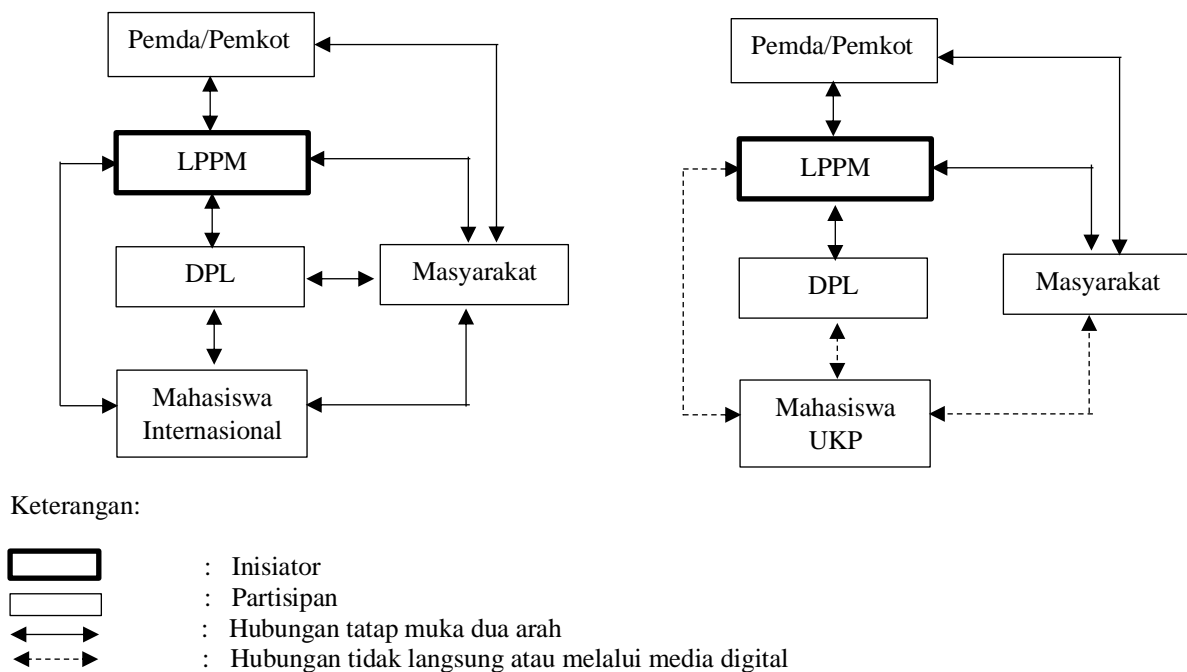 Pemda/Pemkot
LPPM
DPL
Masyarakat
Mahasiswa
Internasional
Pemda/Pemkot
LPPM
DPL
Masyarakat
Mahasiswa
UKP
Keterangan:
: Inisiator
: Partisipan
: Hubungan tatap muka dua arah
: Hubungan tidak langsung atau melalui media digital